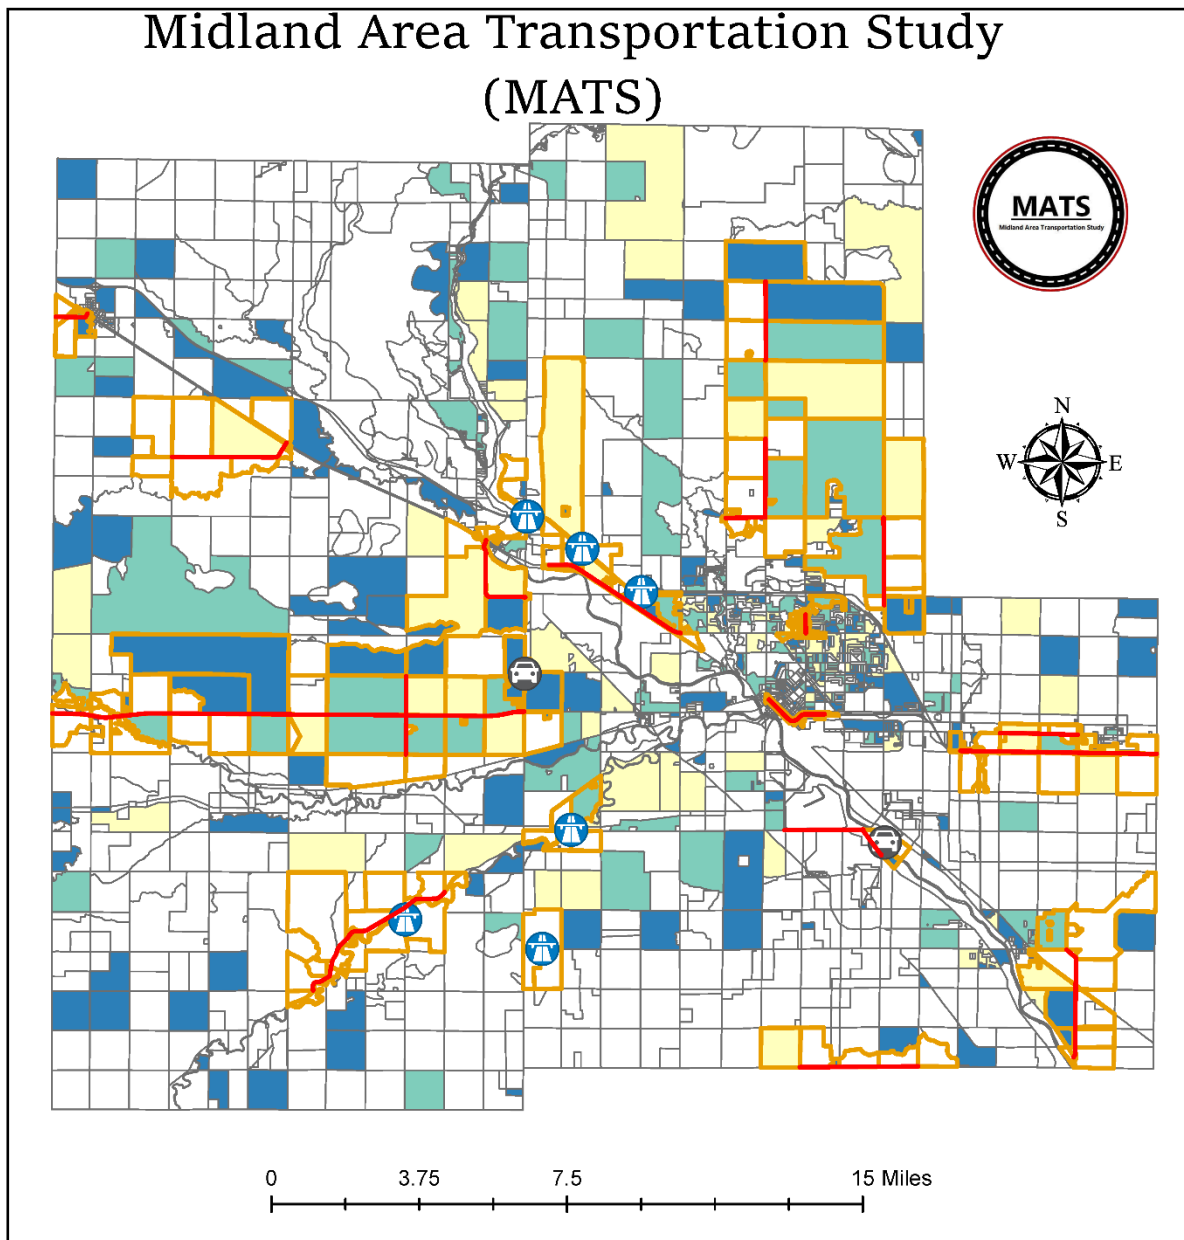 Midland Area Transportation Study
(MATS)
MATS
Midland Area Transportation Study
N
W
E
S
0
3.75
7.5
15 Miles